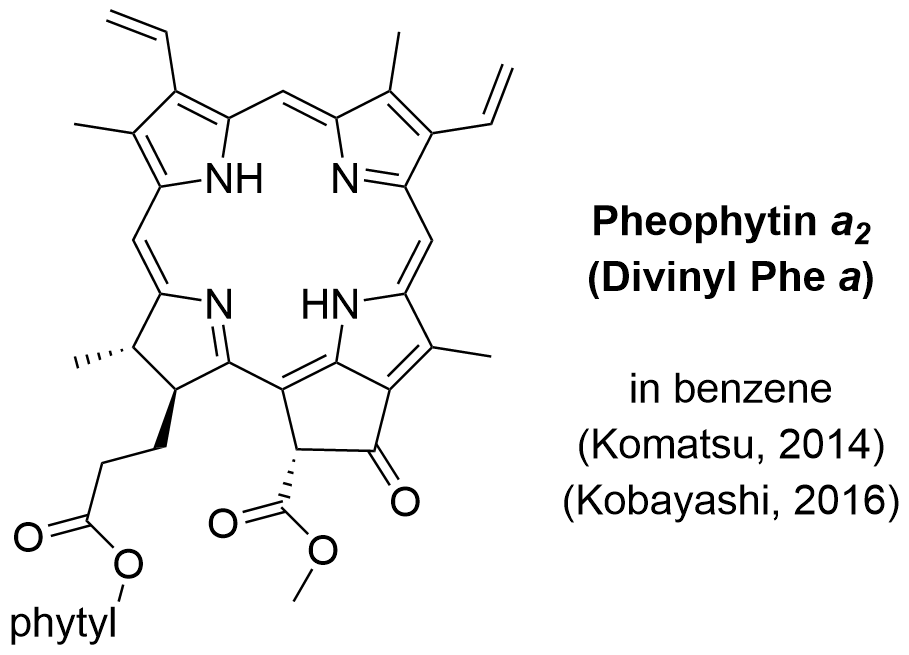 NH
N
N
HN
O
O
O
O
O
phytyl
Pheophytin a2
(Divinyl Phe a)
in benzene
(Komatsu, 2014)
(Kobayashi, 2016)